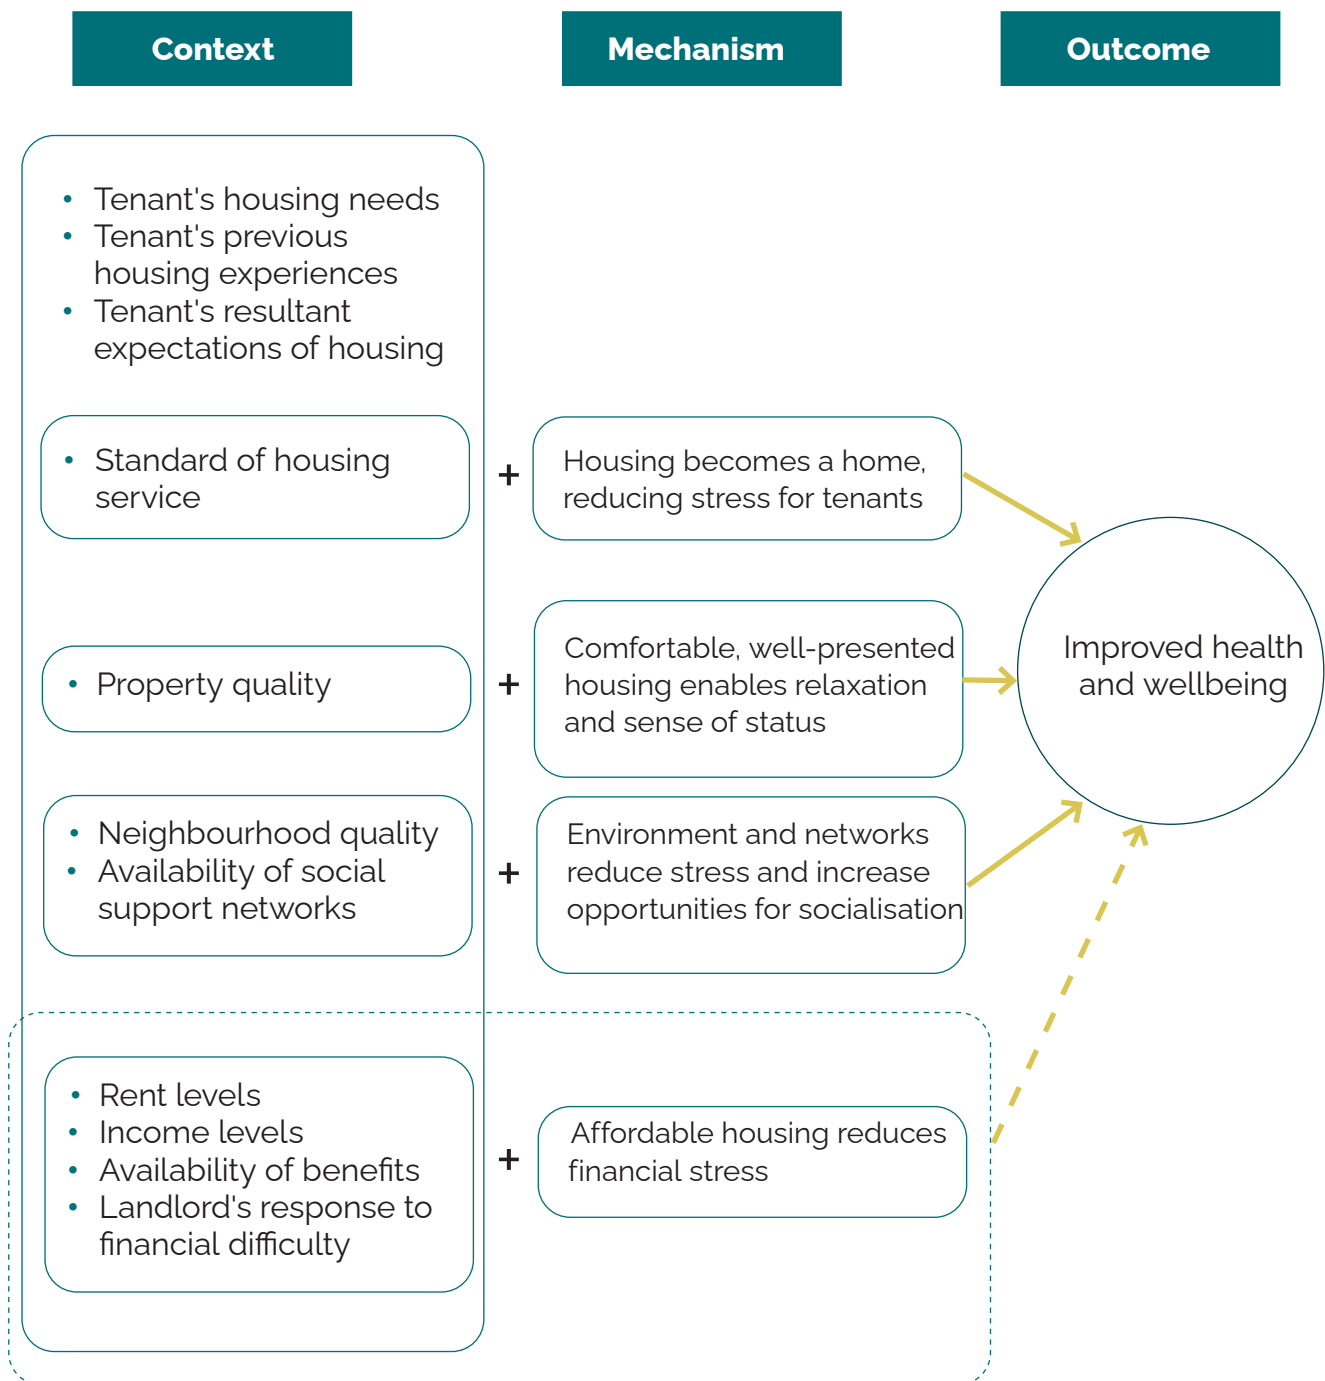 Context
Mechanism
Outcome
• Tenant's housing needs
• Tenant's previous
housing experiences
• Tenant's resultant
expectations of housing
• Standard of housing
service
+
Housing becomes a home,
reducing stress for tenants
• Property quality
+
Comfortable, well-presented
housing enables relaxation
and sense of status
Improved health
and wellbeing
• Neighbourhood quality
• Availability of social
support networks
+
Environment and networks
reduce stress and increase
opportunities for socialisation
• Rent levels
• Income levels
• Availability of benefits
• Landlord's response to
financial difficulty
+
Affordable housing reduces
financial stress